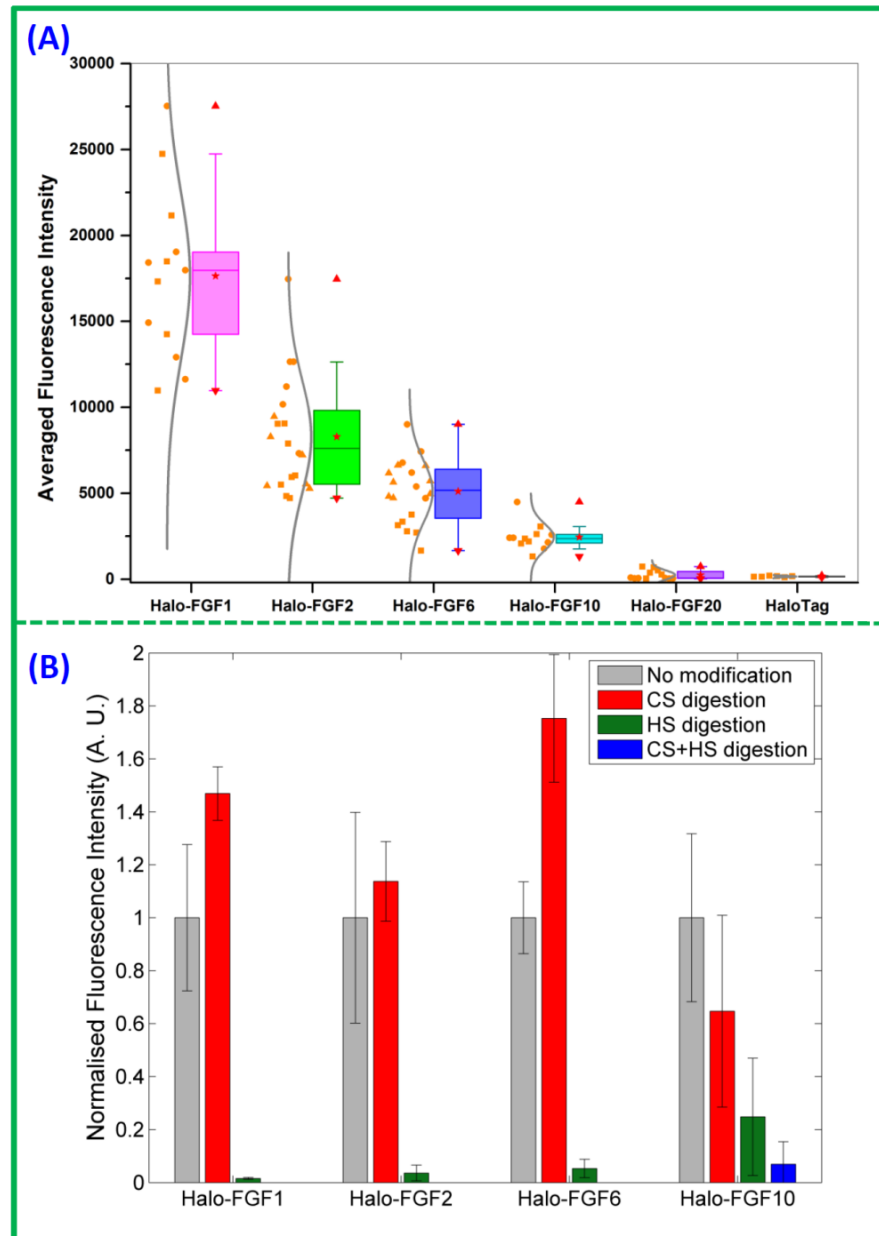 (A)
Averaged Fluorescence Intensity
30000
25000
20000
15000
10000
5000
0
Halo-FGF1 Halo-FGF2 Halo-FGF6 Halo-FGF10 Halo-FGF20 HaloTag
(B)
Normalised Fluorescence Intensity (A. U.)
2
1.8
1.6
1.4
1.2
1
0.8
0.6
0.4
0.2
0
No modification
CS digestion
HS digestion
CS+HS digestion
Halo-FGF1 Halo-FGF2 Halo-FGF6 Halo-FGF10